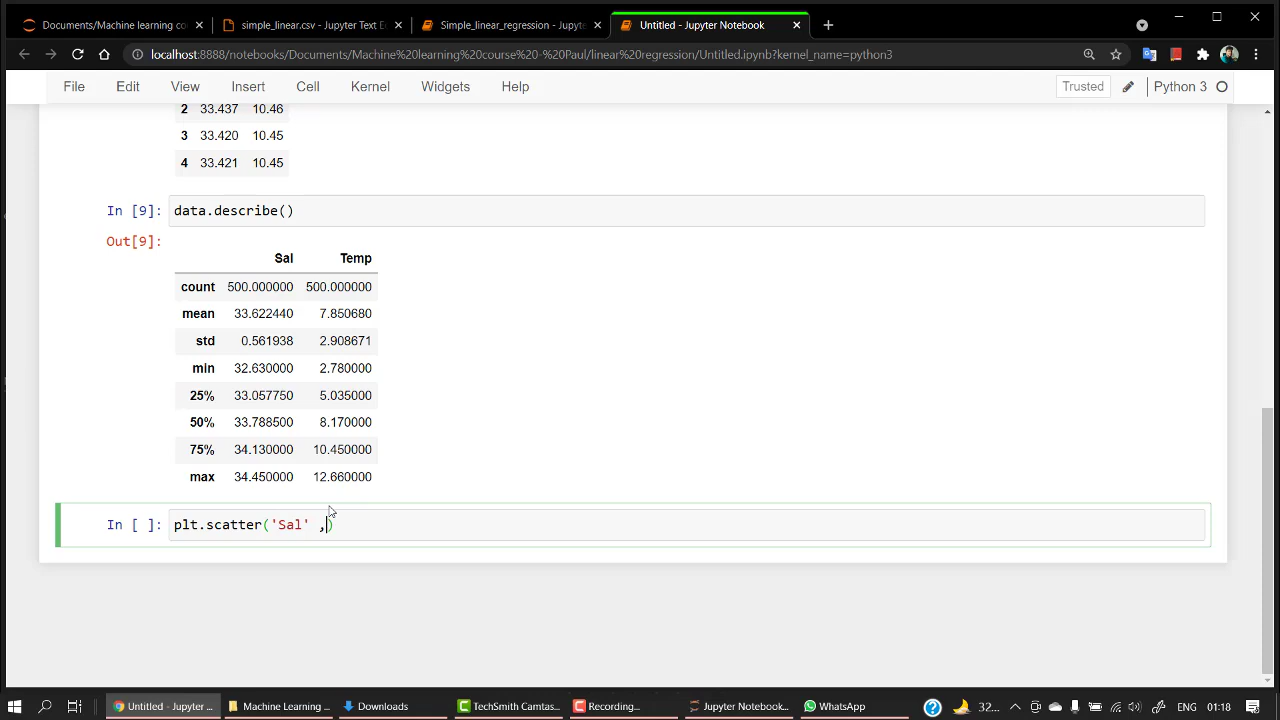 Documents/Machine learning co
simple_linear.csv - Jupyter Text E
Simple_linear_regression - Jupyte
Untitled - Jupyter Notebook
localhost:8888/notebooks/Documents/Machine%20learning%20course%20-%20Paul/linear%20regression/Untitled.ipynb?kernel_name=python3
File Edit View Insert Cell Kernel Widgets Help Trusted Python 3
2 33.437 10.46
3 33.420 10.45
4 33.421 10.45
In [9]: data.describe()
Out[9]:
Sal Temp
count 500.000000 500.000000
mean 33.622440 7.850680
std 0.561938 2.908671
min 32.630000 2.780000
25% 33.057750 5.035000
50% 33.788500 8.170000
75% 34.130000 10.450000
max 34.450000 12.660000
In [ ]: plt.scatter('Sal' ,)
Untitled - Jupyter ...
Machine Learning ...
Downloads
TechSmith Camtas...
Recording...
Jupyter Notebook...
WhatsApp
32...
ENG
01:18